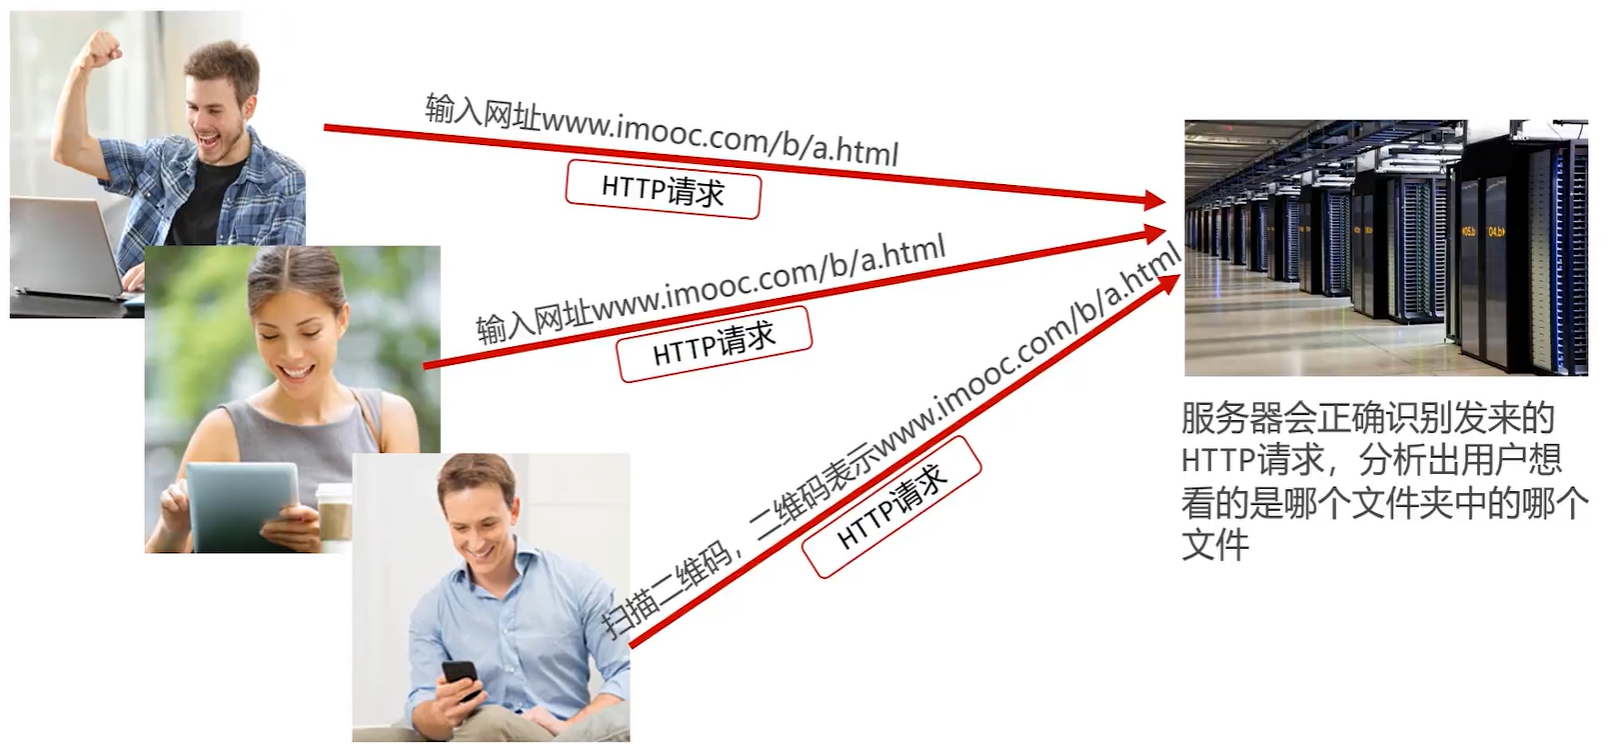 输入网址www.imooc.com/b/a.html
HTTP请求
输入网址www.imooc.com/b/a.html
HTTP请求
扫描二维码，二维码表示www.imooc.com/b/a.html
HTTP请求
服务器会正确识别发来的
HTTP请求，分析出用户想
看的是哪个文件夹中的哪个
文件